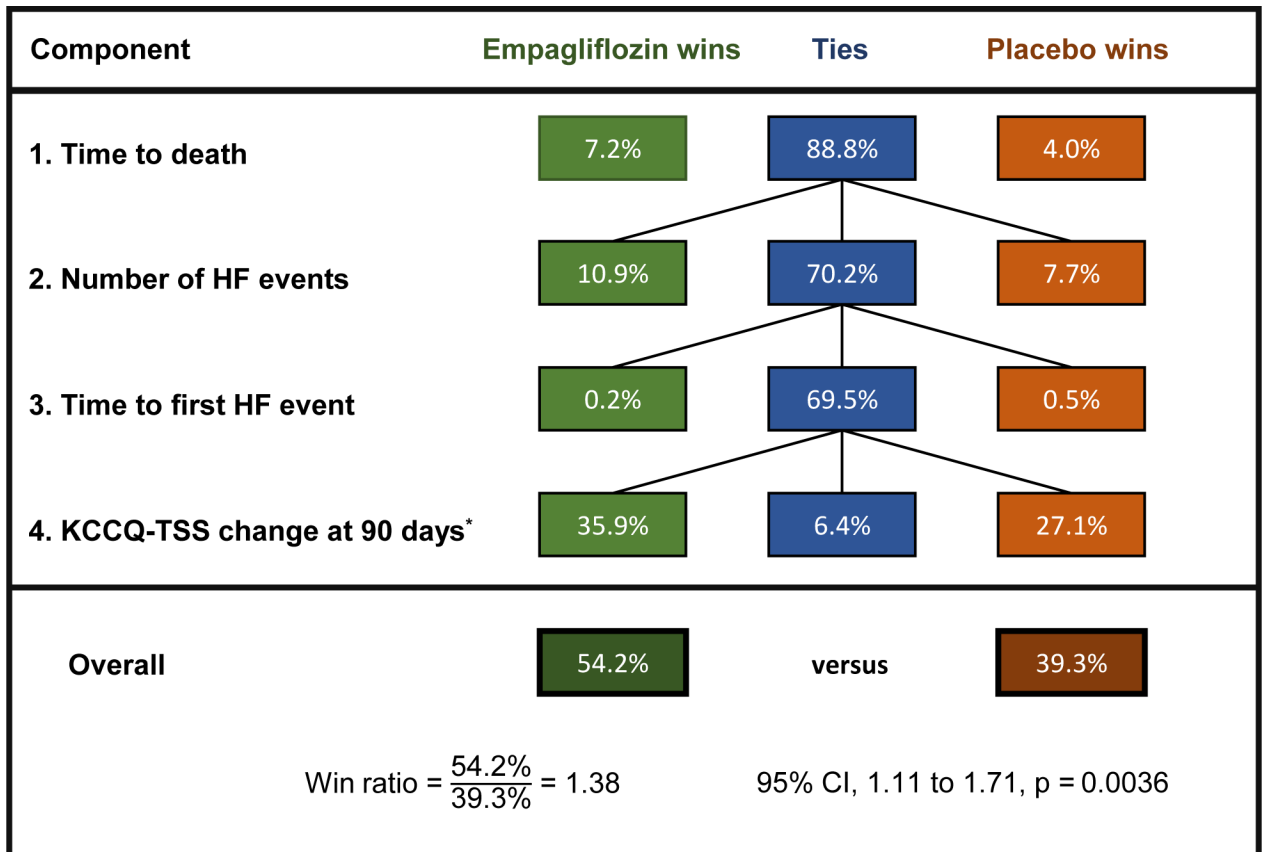 Component Empagliflozin wins Ties Placebo wins
1. Time to death 7.2% 88.8% 4.0%
2. Number of HF events 10.9% 70.2% 7.7%
3. Time to first HF event 0.2% 69.5% 0.5%
4. KCCQ-TSS change at 90 days* 35.9% 6.4% 27.1%
Overall 54.2% versus 39.3%
Win ratio = 54.2% / 39.3% = 1.38 95% CI, 1.11 to 1.71, p = 0.0036